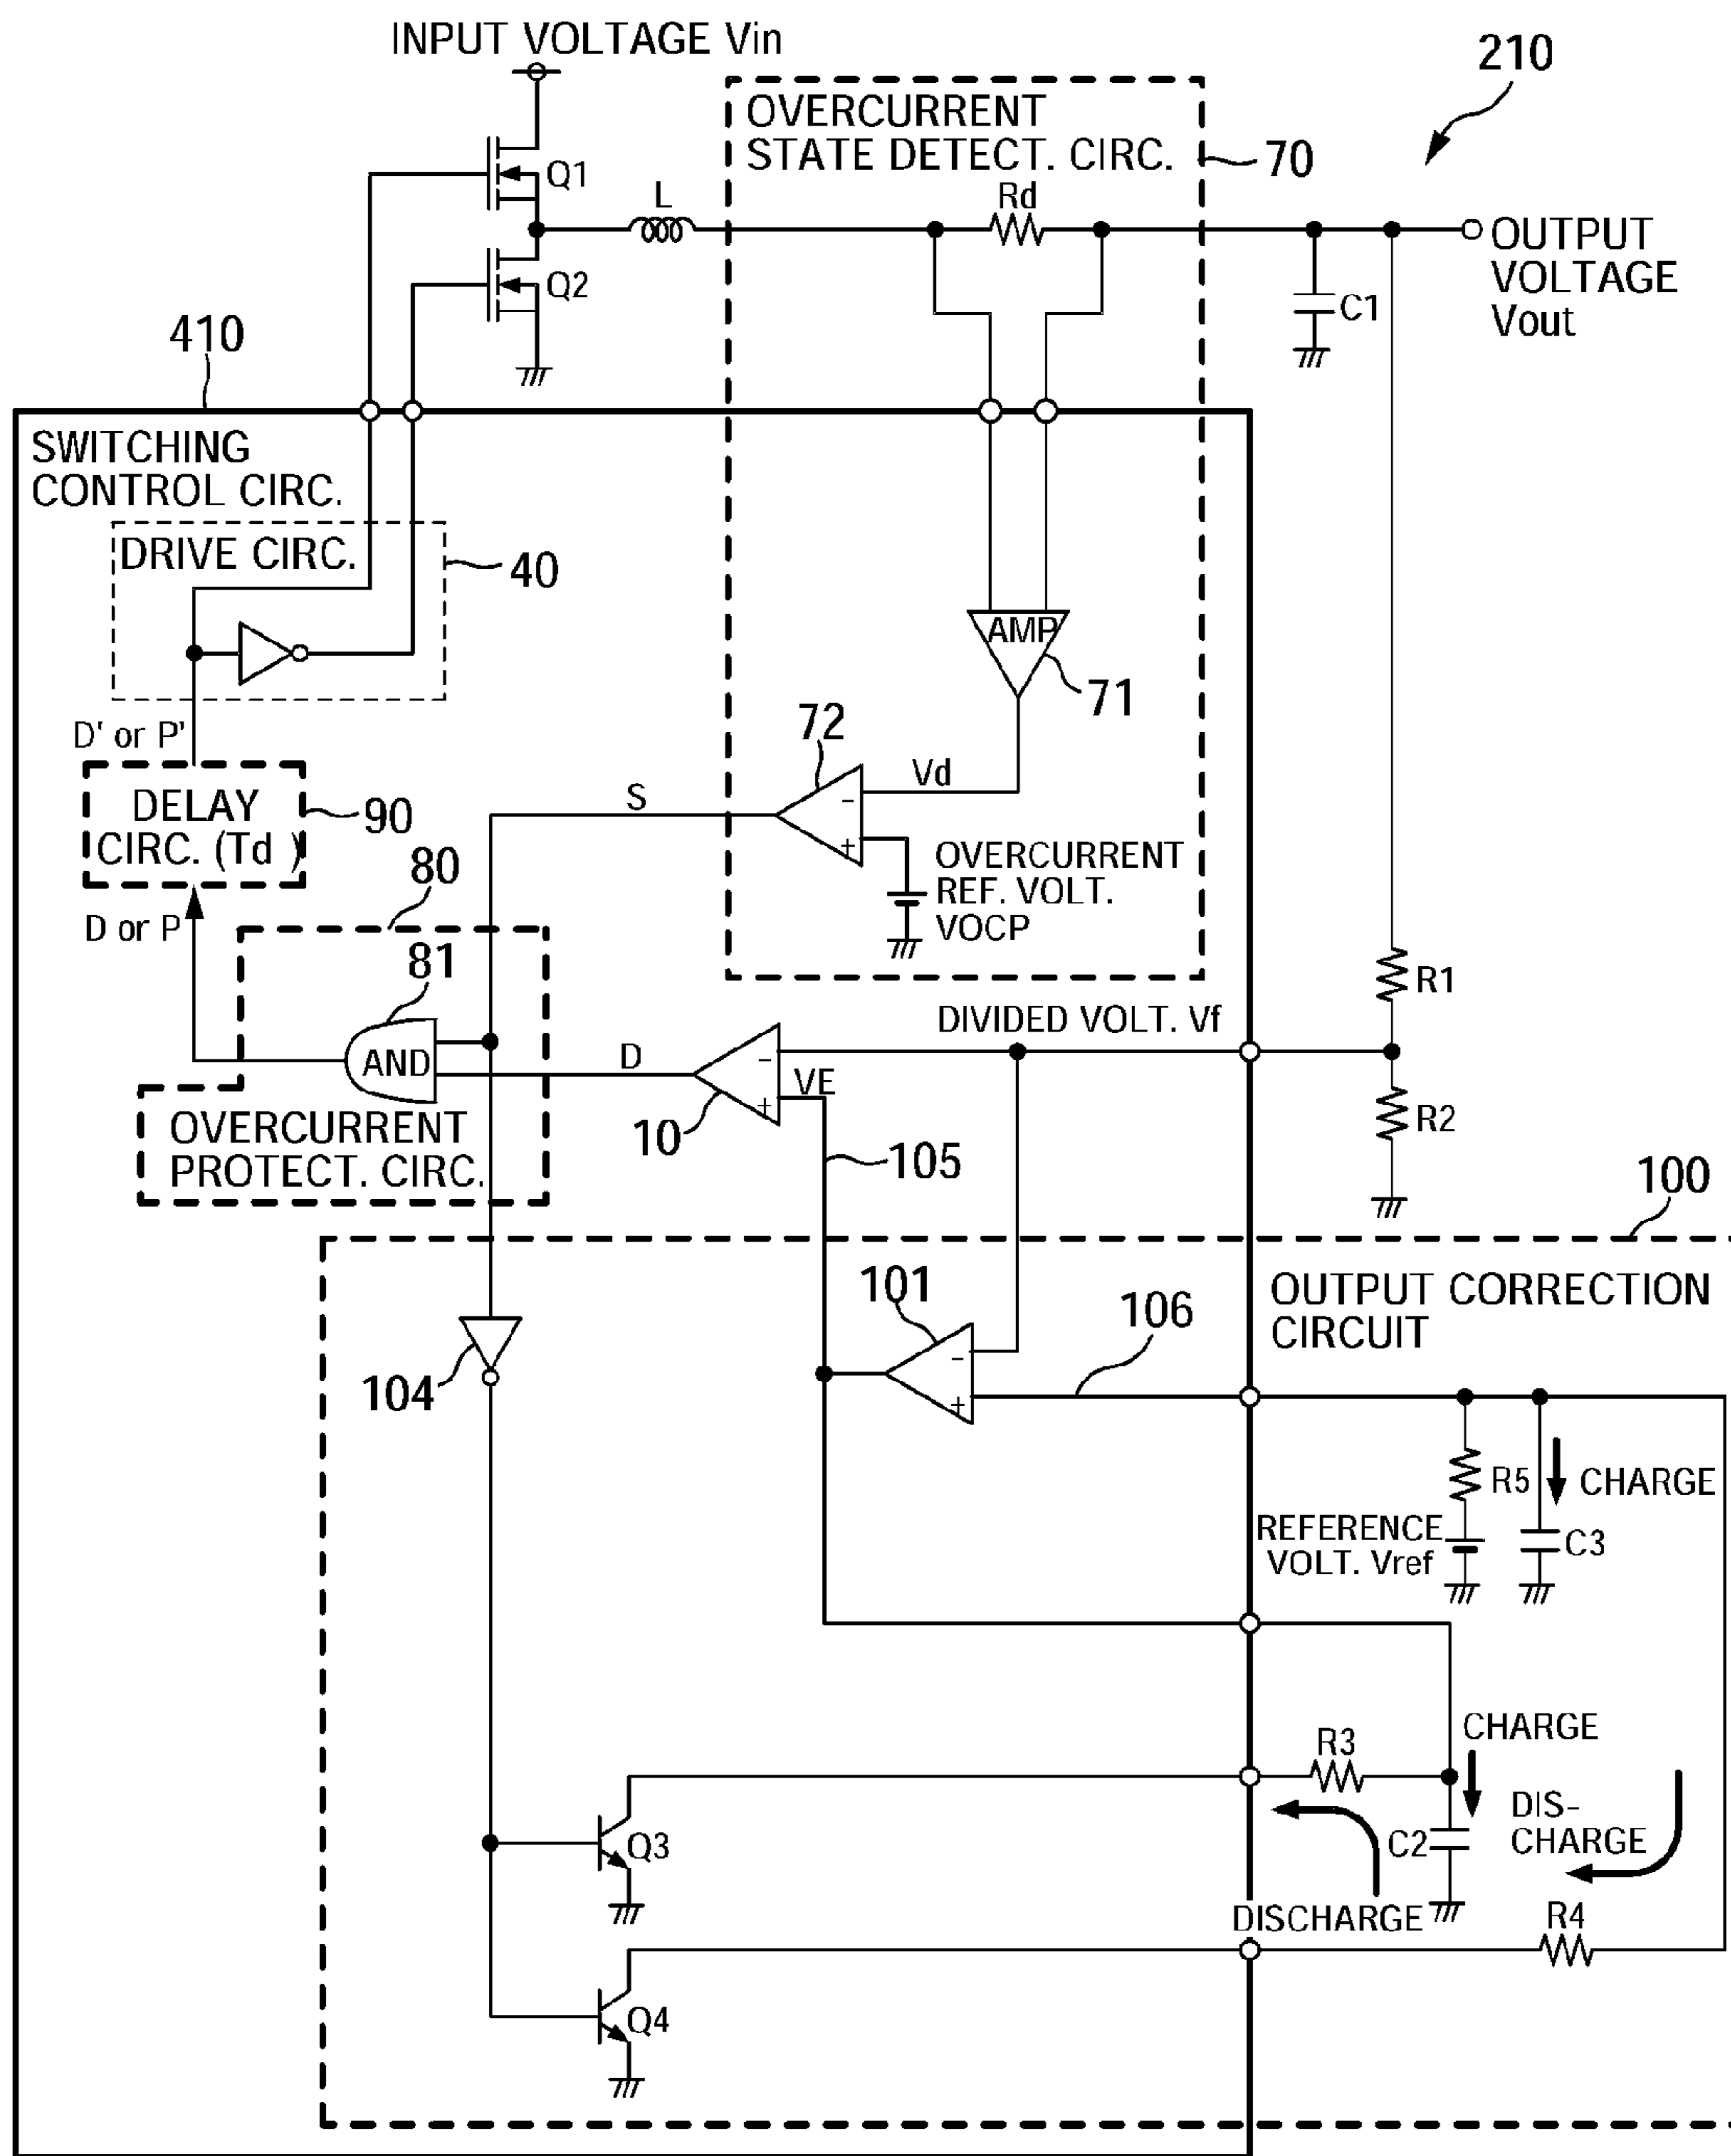 INPUT VOLTAGE Vin
210
OVERCURRENT
STATE DETECT. CIRC.
70
Q1
L
Rd
OUTPUT
VOLTAGE
Vout
Q2
C1
410
SWITCHING
CONTROL CIRC.
DRIVE CIRC.
40
AMP
71
D' or P'
72
Vd
S
-
+
DELAY
CIRC. (Td )
90
OVERCURRENT
REF. VOLT.
VOCP
80
D or P
81
R1
DIVIDED VOLT. Vf
AND
D
-
VE
+
10
R2
105
OVERCURRENT
PROTECT. CIRC.
100
101
106
OUTPUT CORRECTION
CIRCUIT
-
+
104
R5
CHARGE
REFERENCE
VOLT. Vref
C3
CHARGE
R3
DIS-
CHARGE
C2
Q3
DISCHARGE
R4
Q4